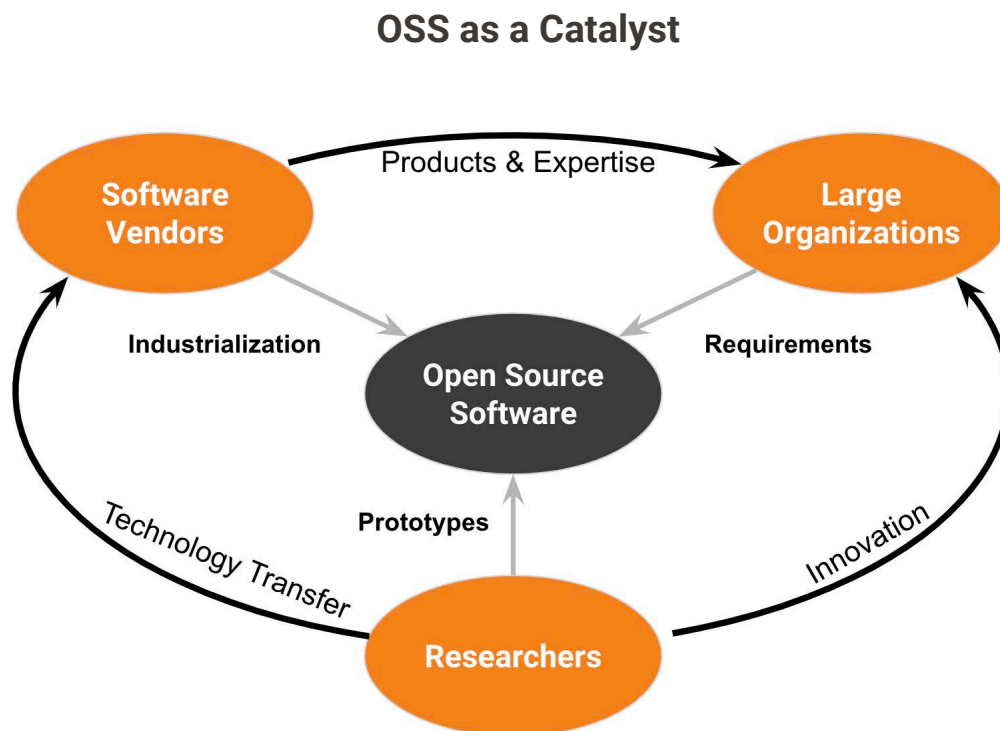 OSS as a Catalyst
Products & Expertise
Software
Vendors
Large
Organizations
Industrialization
Requirements
Open Source
Software
Prototypes
Technology Transfer
Innovation
Researchers